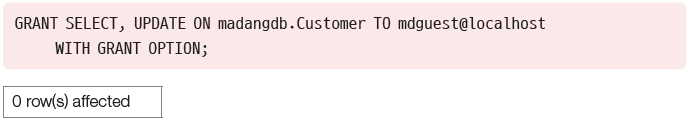 GRANT SELECT, UPDATE ON madangdb.Customer TO mdguest@localhost
WITH GRANT OPTION;
0 row(s) affected